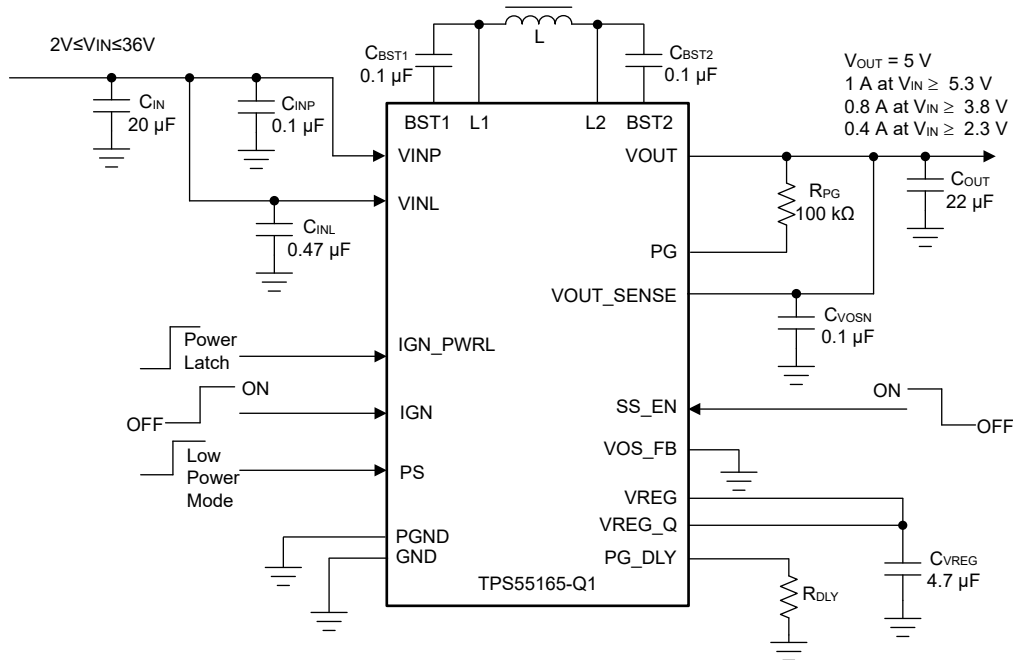 2V≤VIN≤36V
CBST1
0.1 µF
L
CBST2
0.1 µF
VOUT = 5 V
1 A at VIN ≥ 5.3 V
0.8 A at VIN ≥ 3.8 V
0.4 A at VIN ≥ 2.3 V
CIN
20 µF
CINP
0.1 µF
BST1
L1
L2
BST2
VINP
VOUT
RPG
100 kΩ
COUT
22 µF
VINL
CINL
0.47 µF
PG
VOUT_SENSE
CVOSN
0.1 µF
Power
Latch
IGN_PWRL
ON
OFF
IGN
SS_EN
ON
OFF
Low
Power
Mode
PS
VOS_FB
VREG
VREG_Q
PGND
GND
PG_DLY
CVREG
4.7 µF
RDLY
TPS55165-Q1